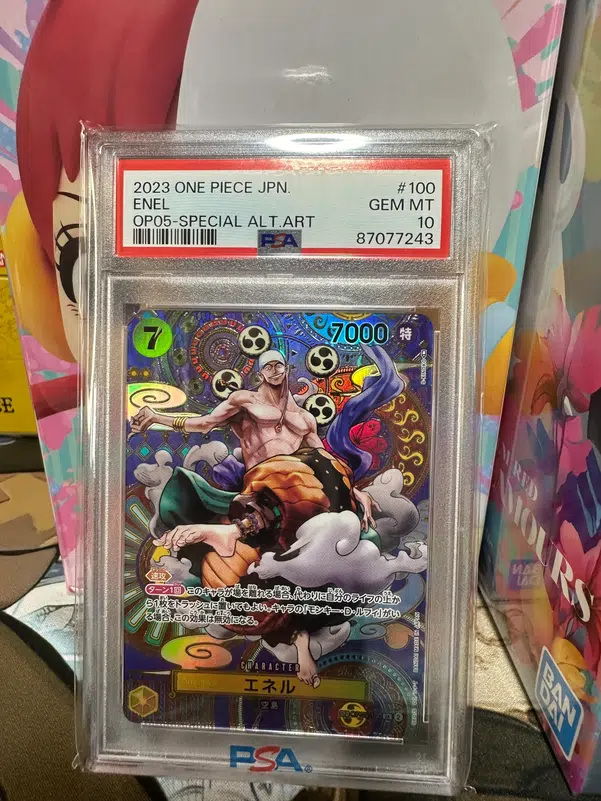 2023 ONE PIECE JPN.
#100
ENEL
GEM MT
OP05-SPECIAL ALT.ART
10
PSA
87077243
7
7000
特
速攻
ターン1回 このキャラが場を離れる場合、代わりに自分のライフの上か
ら1枚をトラッシュに置いてもよい。キャラの「モンキー・D・ルフィ」がい
る場合、この効果は無効になる。
CHARACTER
エネル
空島
PSA
BAN
DAI